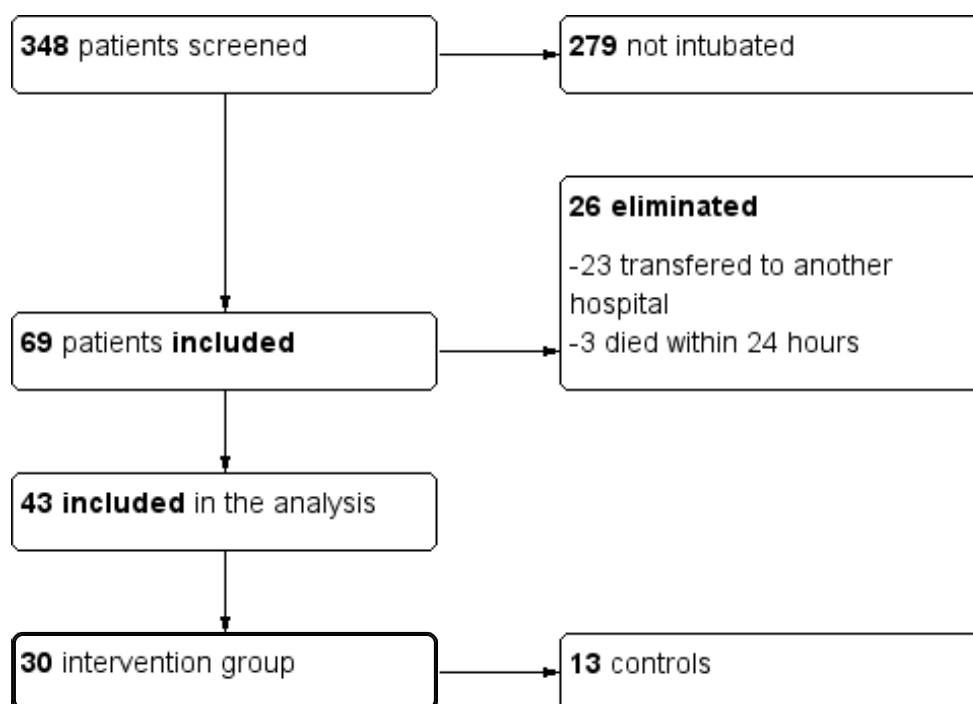 348 patients screened
279 not intubated
26 eliminated
-23 transfered to another
hospital
-3 died within 24 hours
69 patients included
43 included in the analysis
30 intervention group
13 controls